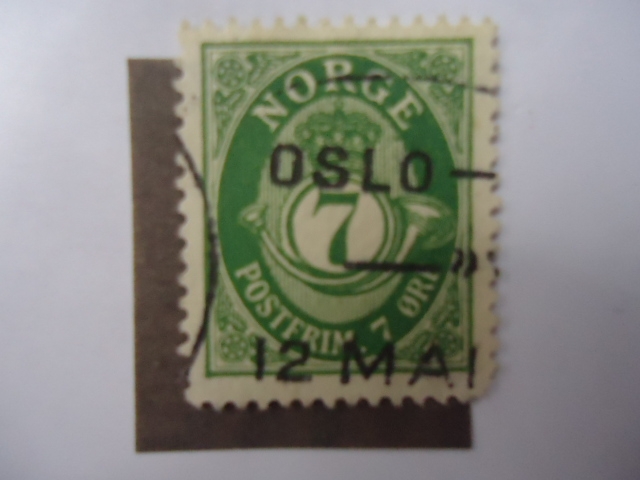 NORGE
OSLO
7
POSTFRIM. 7 ØRE
12 MAI